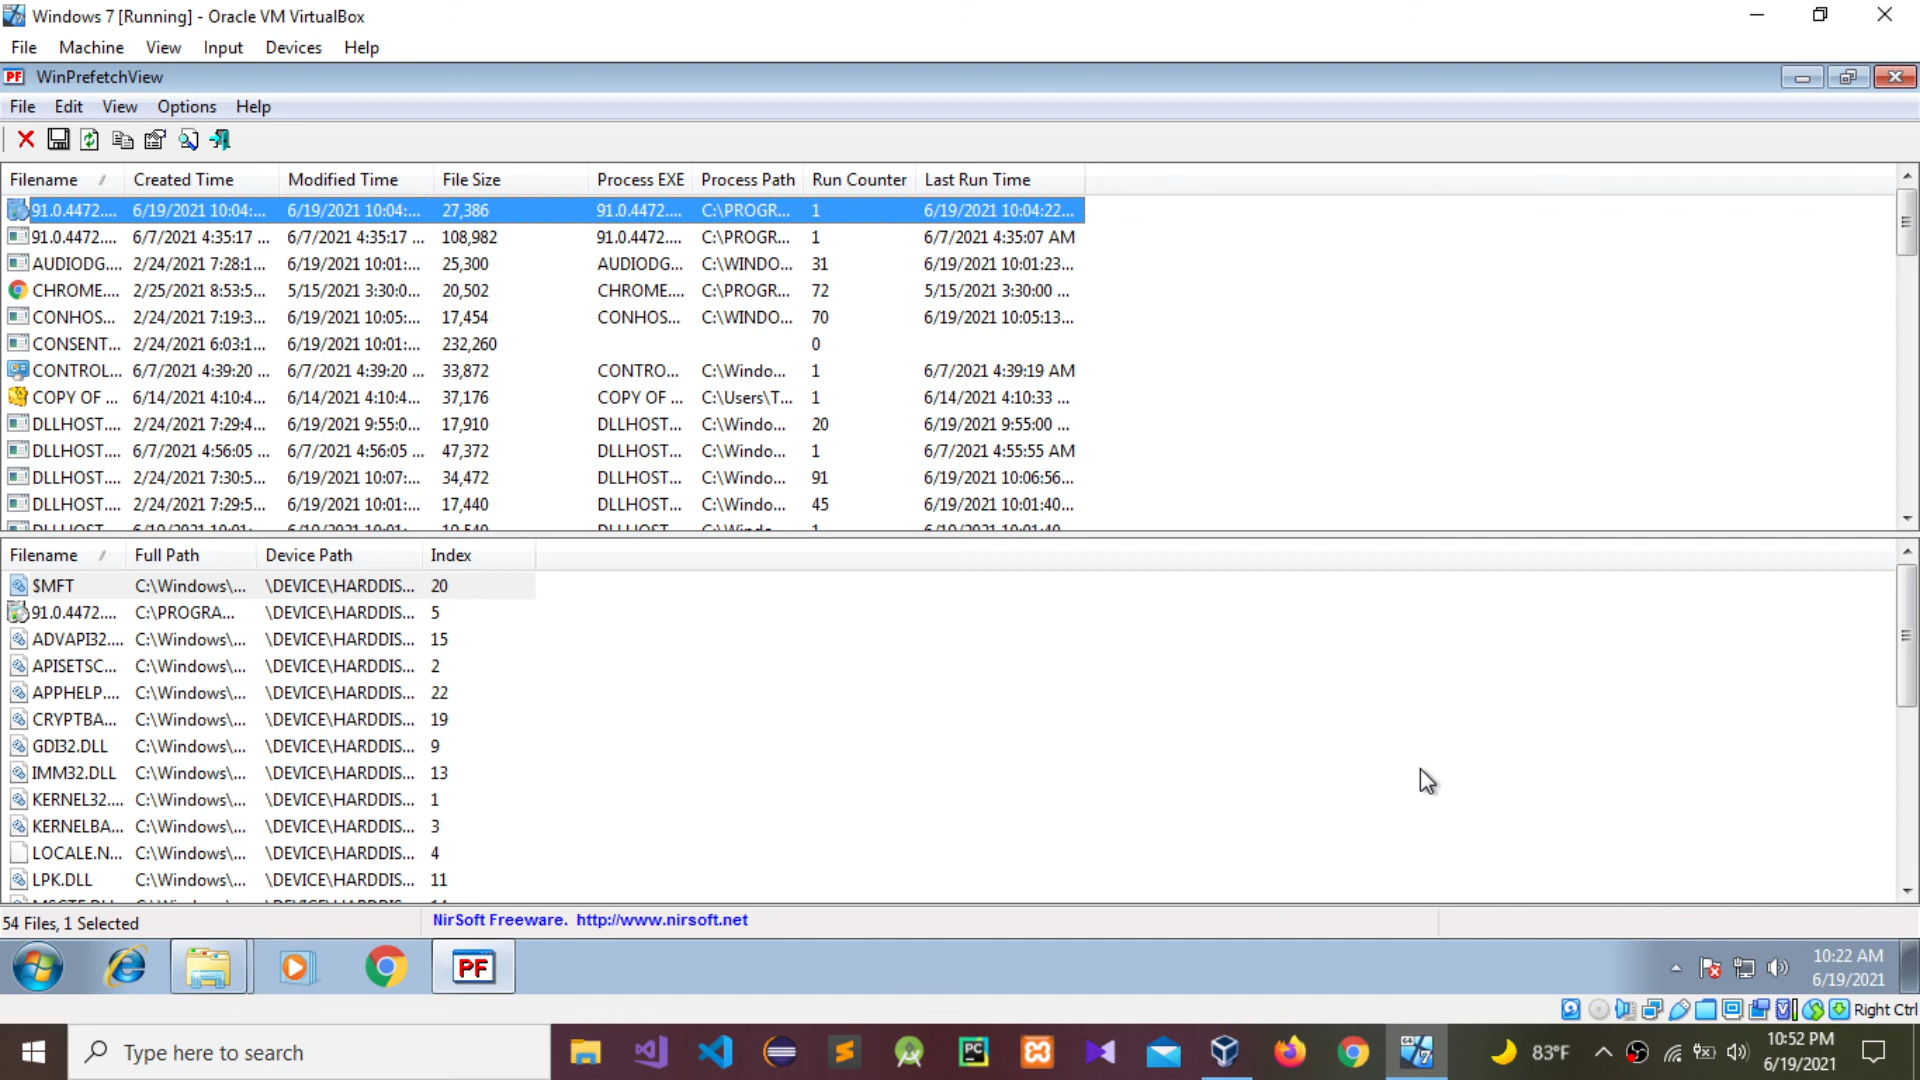 Windows 7 [Running] - Oracle VM VirtualBox
File Machine View Input Devices Help
PF WinPrefetchView
File Edit View Options Help
Filename / Created Time Modified Time File Size Process EXE Process Path Run Counter Last Run Time
91.0.4472.... 6/19/2021 10:04:... 6/19/2021 10:04:... 27,386 91.0.4472.... C:\PROGR... 1 6/19/2021 10:04:22...
91.0.4472.... 6/7/2021 4:35:17 ... 6/7/2021 4:35:17 ... 108,982 91.0.4472.... C:\PROGR... 1 6/7/2021 4:35:07 AM
AUDIODG.... 2/24/2021 7:28:1... 6/19/2021 10:01:... 25,300 AUDIODG... C:\WINDO... 31 6/19/2021 10:01:23...
CHROME.... 2/25/2021 8:53:5... 5/15/2021 3:30:0... 20,502 CHROME.... C:\PROGR... 72 5/15/2021 3:30:00 ...
CONHOS... 2/24/2021 7:19:3... 6/19/2021 10:05:... 17,454 CONHOS... C:\WINDO... 70 6/19/2021 10:05:13...
CONSENT... 2/24/2021 6:03:1... 6/19/2021 10:01:... 232,260 0
CONTROL... 6/7/2021 4:39:20 ... 6/7/2021 4:39:20 ... 33,872 CONTRO... C:\Windo... 1 6/7/2021 4:39:19 AM
COPY OF ... 6/14/2021 4:10:4... 6/14/2021 4:10:4... 37,176 COPY OF ... C:\Users\T... 1 6/14/2021 4:10:33 ...
DLLHOST.... 2/24/2021 7:29:4... 6/19/2021 9:55:0... 17,910 DLLHOST... C:\Windo... 20 6/19/2021 9:55:00 ...
DLLHOST.... 6/7/2021 4:56:05 ... 6/7/2021 4:56:05 ... 47,372 DLLHOST... C:\Windo... 1 6/7/2021 4:55:55 AM
DLLHOST.... 2/24/2021 7:30:5... 6/19/2021 10:07:... 34,472 DLLHOST... C:\Windo... 91 6/19/2021 10:06:56...
DLLHOST.... 2/24/2021 7:29:5... 6/19/2021 10:01:... 17,440 DLLHOST... C:\Windo... 45 6/19/2021 10:01:40...
Filename / Full Path Device Path Index
$MFT C:\Windows\... \DEVICE\HARDDIS... 20
91.0.4472.... C:\PROGRA... \DEVICE\HARDDIS... 5
ADVAPI32.... C:\Windows\... \DEVICE\HARDDIS... 15
APISETSC... C:\Windows\... \DEVICE\HARDDIS... 2
APPHELP.... C:\Windows\... \DEVICE\HARDDIS... 22
CRYPTBA... C:\Windows\... \DEVICE\HARDDIS... 19
GDI32.DLL C:\Windows\... \DEVICE\HARDDIS... 9
IMM32.DLL C:\Windows\... \DEVICE\HARDDIS... 13
KERNEL32.... C:\Windows\... \DEVICE\HARDDIS... 1
KERNELBA... C:\Windows\... \DEVICE\HARDDIS... 3
LOCALE.N... C:\Windows\... \DEVICE\HARDDIS... 4
LPK.DLL C:\Windows\... \DEVICE\HARDDIS... 11
54 Files, 1 Selected NirSoft Freeware. http://www.nirsoft.net
PF 10:22 AM
6/19/2021
Right Ctrl
Type here to search PC 83°F 10:52 PM
6/19/2021